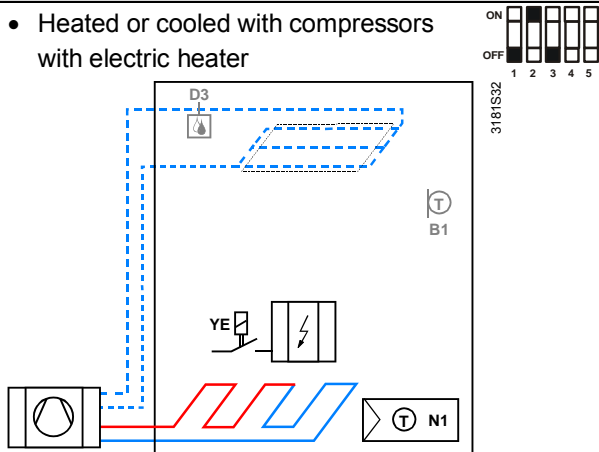 • Heated or cooled with compressors
with electric heater
ON
OFF
1 2 3 4 5
3181S32
D3
T
B1
YE
T N1